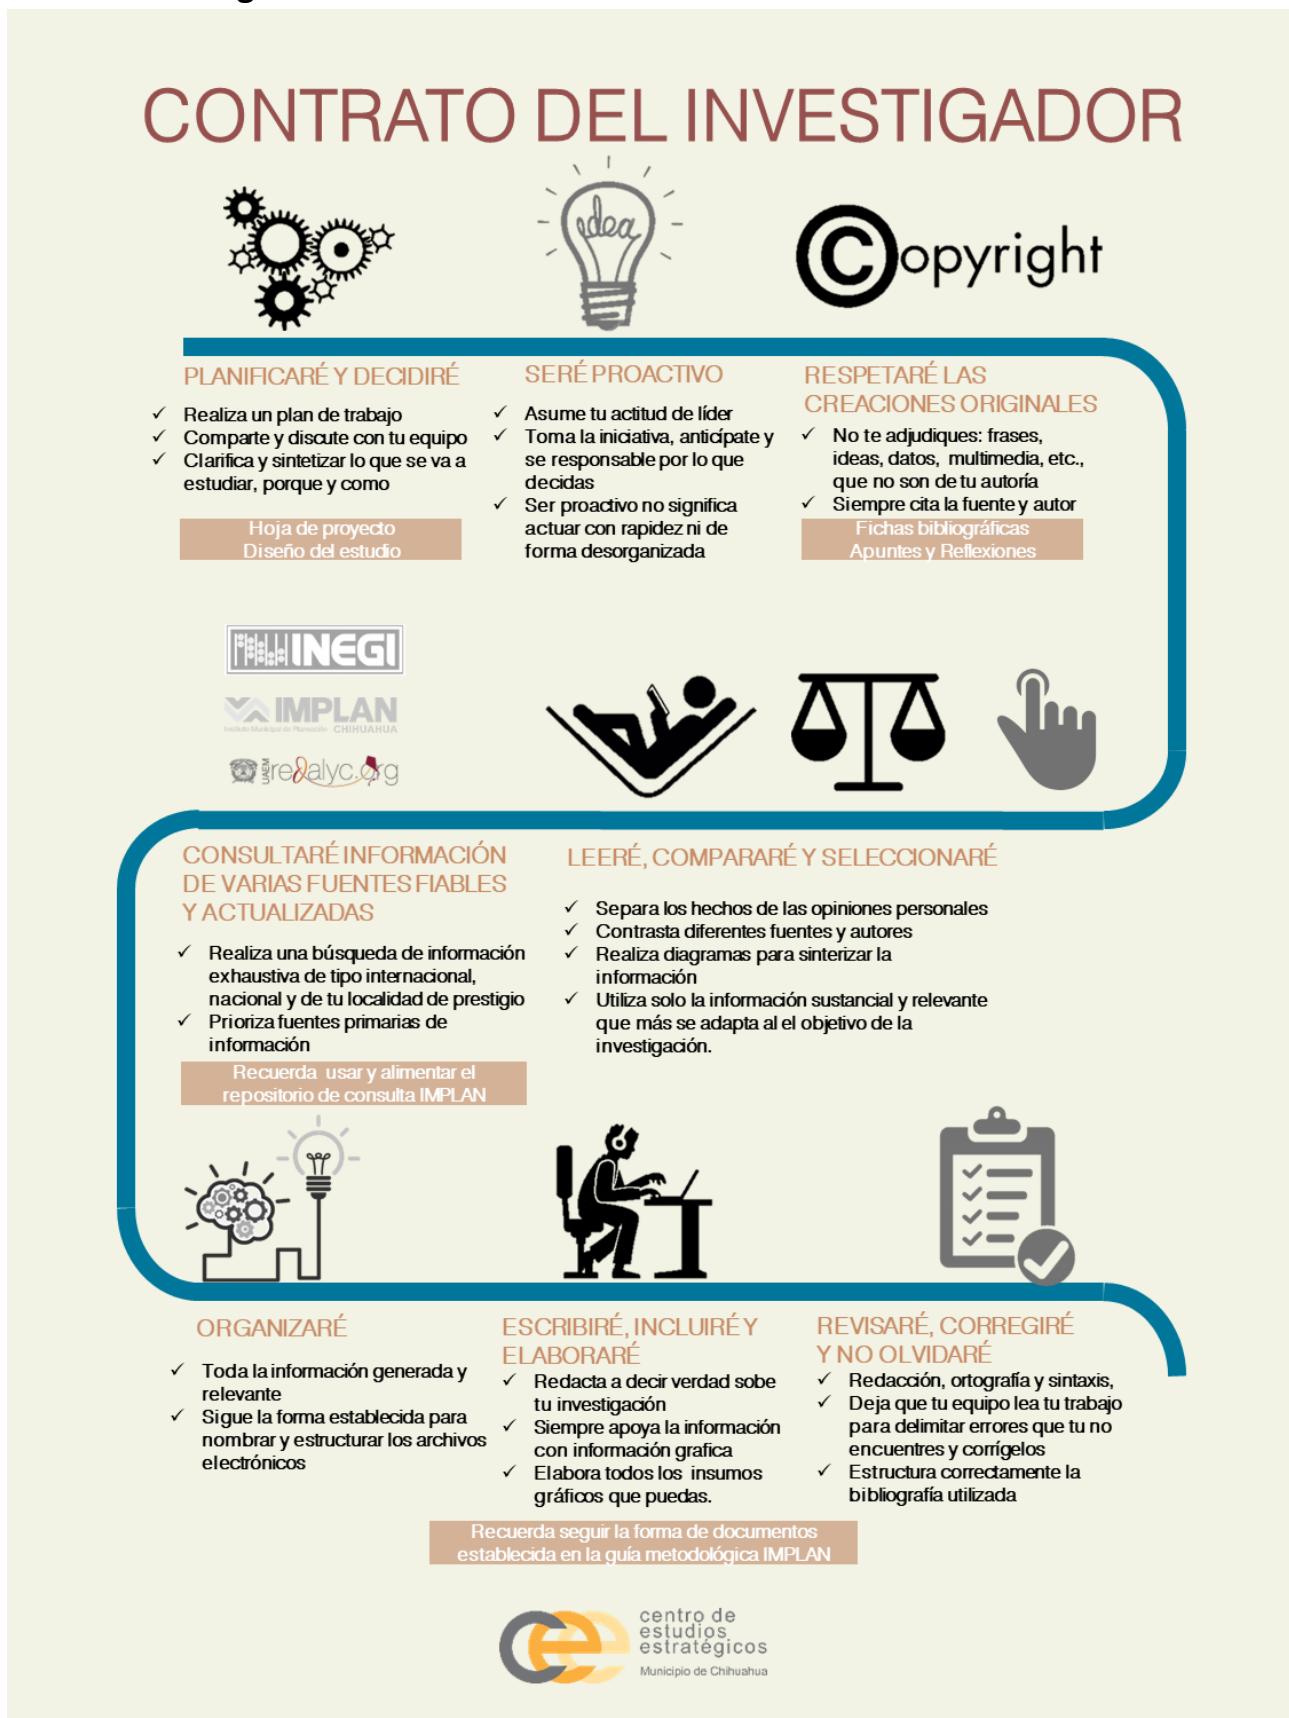 CONTRATO DEL INVESTIGADOR
idea
Copyright
PLANIFICARÉ Y DECIDIRÉ
✓ Realiza un plan de trabajo
✓ Comparte y discute con tu equipo
✓ Clarifica y sintetizar lo que se va a
estudiar, porque y como
Hoja de proyecto
Diseño del estudio
SERÉ PROACTIVO
✓ Asume tu actitud de líder
✓ Toma la iniciativa, anticípate y
se responsable por lo que
decidas
✓ Ser proactivo no significa
actuar con rapidez ni de
forma desorganizada
RESPETARÉ LAS
CREACIONES ORIGINALES
✓ No te adjudiques: frases,
ideas, datos, multimedia, etc.,
que no son de tu autoría
✓ Siempre cita la fuente y autor
Fichas bibliográficas
Apuntes y Reflexiones
INEGI
IMPLAN
Instituto Municipal de Planeación CHIHUAHUA
UAEM redalyc.org
CONSULTARÉ INFORMACIÓN
DE VARIAS FUENTES FIABLES
Y ACTUALIZADAS
✓ Realiza una búsqueda de información
exhaustiva de tipo internacional,
nacional y de tu localidad de prestigio
✓ Prioriza fuentes primarias de
información
Recuerda usar y alimentar el
repositorio de consulta IMPLAN
LEERÉ, COMPARARÉ Y SELECCIONARÉ
✓ Separa los hechos de las opiniones personales
✓ Contrasta diferentes fuentes y autores
✓ Realiza diagramas para sinterizar la
información
✓ Utiliza solo la información sustancial y relevante
que más se adapta al el objetivo de la
investigación.
ORGANIZARÉ
✓ Toda la información generada y
relevante
✓ Sigue la forma establecida para
nombrar y estructurar los archivos
electrónicos
ESCRIBIRÉ, INCLUIRÉ Y
ELABORARÉ
✓ Redacta a decir verdad sobe
tu investigación
✓ Siempre apoya la información
con información grafica
✓ Elabora todos los insumos
gráficos que puedas.
REVISARÉ, CORREGIRÉ
Y NO OLVIDARÉ
✓ Redacción, ortografía y sintaxis,
✓ Deja que tu equipo lea tu trabajo
para delimitar errores que tu no
encuentres y corrígelos
✓ Estructura correctamente la
bibliografía utilizada
Recuerda seguir la forma de documentos
establecida en la guía metodológica IMPLAN
cee
centro de
estudios
estratégicos
Municipio de Chihuahua